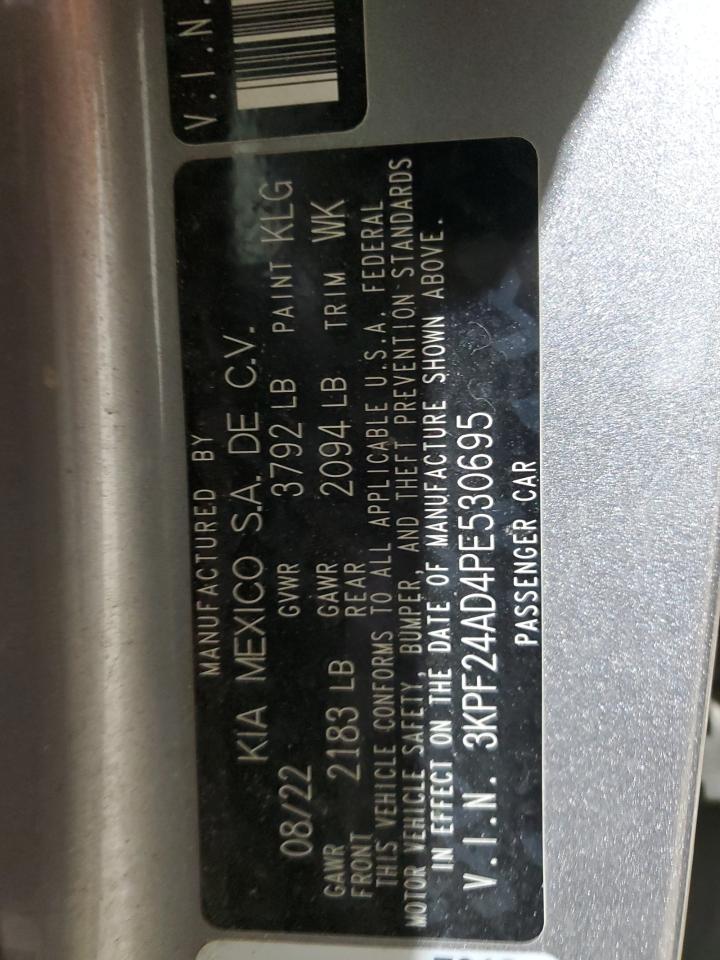 V.I.N.
MANUFACTURED BY
KIA MEXICO S.A. DE C.V.
08/22 GVWR 3792 LB PAINT KLG
GAWR FRONT 2183 LB GAWR REAR 2094 LB TRIM WK
THIS VEHICLE CONFORMS TO ALL APPLICABLE U.S.A. FEDERAL
MOTOR VEHICLE SAFETY, BUMPER, AND THEFT PREVENTION STANDARDS
IN EFFECT ON THE DATE OF MANUFACTURE SHOWN ABOVE.
V.I.N. 3KPF24AD4PE530695
PASSENGER CAR